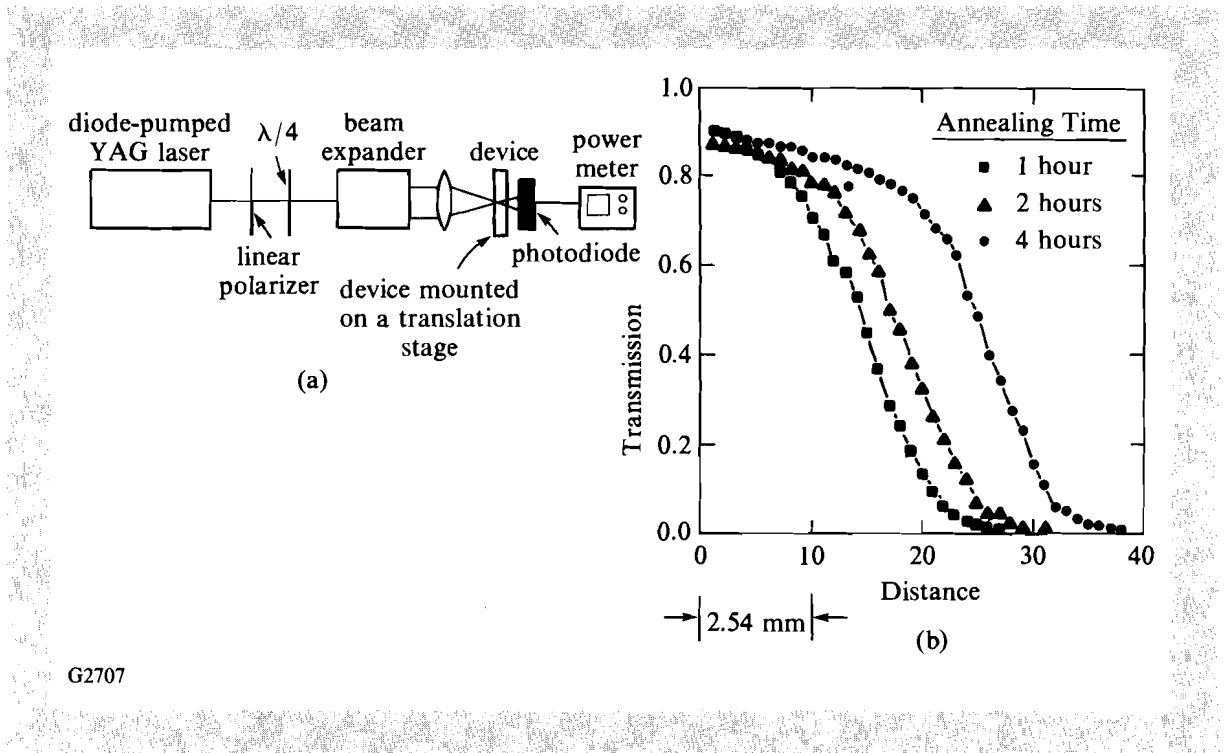 diode-pumped
YAG laser
λ/4
beam
expander
device
power
meter
linear
polarizer
device mounted
on a translation
stage
photodiode
(a)
Transmission
1.0
0.8
0.6
0.4
0.2
0.0
Annealing Time
1 hour
2 hours
4 hours
0 10 20 30 40
Distance
2.54 mm
(b)
G2707